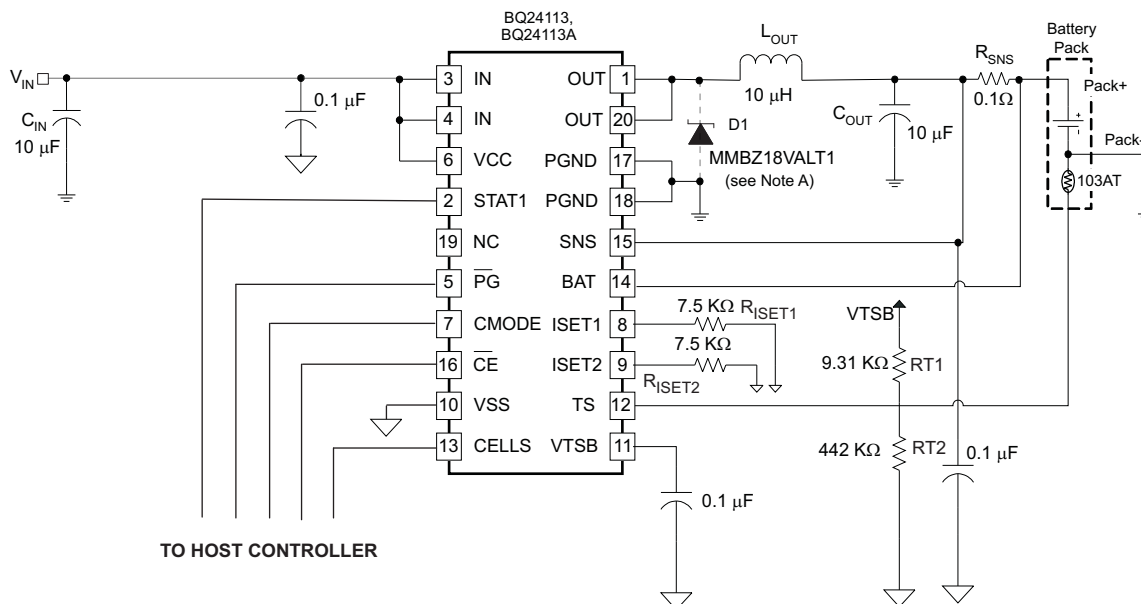 BQ24113,
BQ24113A
VIN
CIN
10 μF
0.1 μF
3 IN
4 IN
6 VCC
2 STAT1
19 NC
5 PG
7 CMODE
16 CE
10 VSS
13 CELLS
OUT 1
OUT 20
PGND 17
PGND 18
SNS 15
BAT 14
ISET1 8
ISET2 9
TS 12
VTSB 11
LOUT
10 μH
D1
MMBZ18VALT1
(see Note A)
COUT
10 μF
RSNS
0.1Ω
Battery
Pack
Pack+
+
-
Pack-
103AT
7.5 KΩ
RISET1
7.5 KΩ
RISET2
VTSB
9.31 KΩ
RT1
442 KΩ
RT2
0.1 μF
0.1 μF
TO HOST CONTROLLER